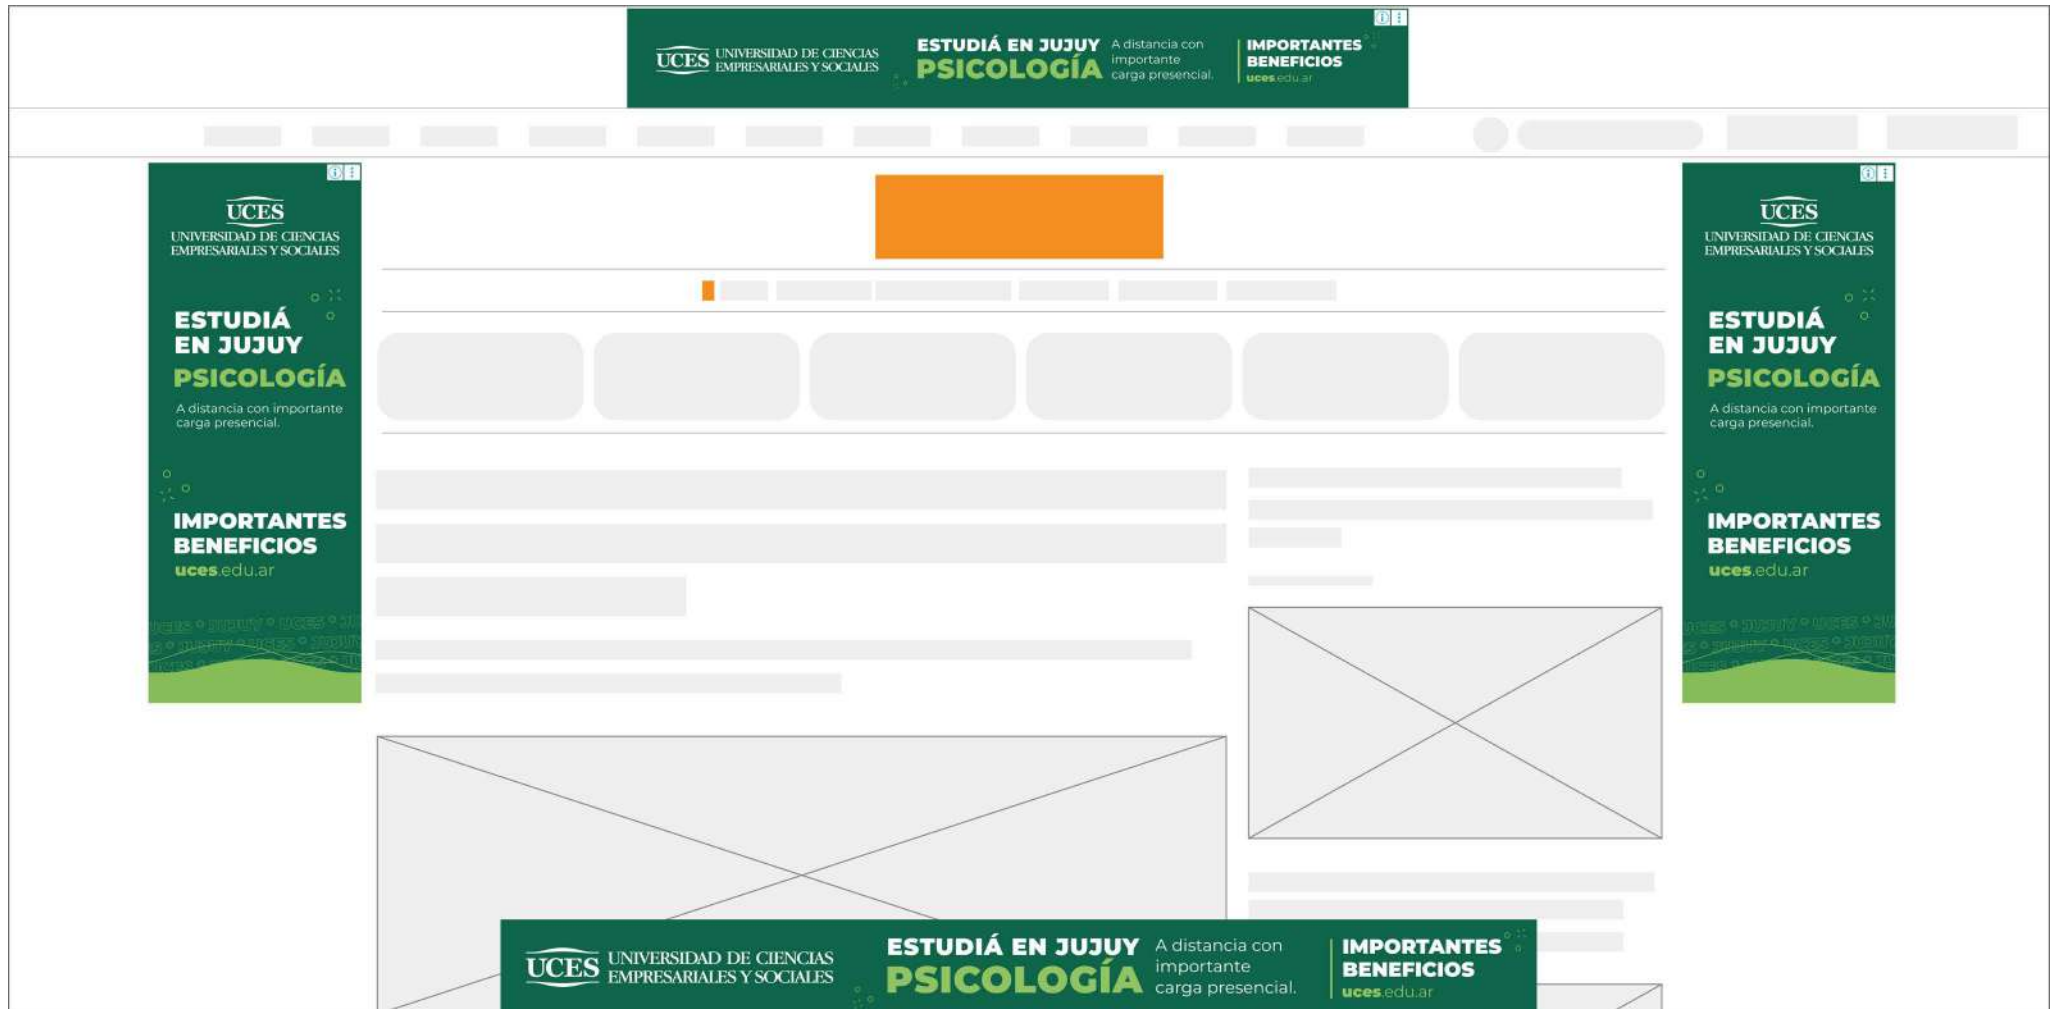 UCES
UNIVERSIDAD DE CIENCIAS
EMPRESARIALES Y SOCIALES
ESTUDIÁ EN JUJUY
PSICOLOGÍA
A distancia con
importante
carga presencial.
IMPORTANTES
BENEFICIOS
uces.edu.ar
UCES
UNIVERSIDAD DE CIENCIAS
EMPRESARIALES Y SOCIALES
ESTUDIÁ
EN JUJUY
PSICOLOGÍA
A distancia con importante
carga presencial.
IMPORTANTES
BENEFICIOS
uces.edu.ar
UCES
UNIVERSIDAD DE CIENCIAS
EMPRESARIALES Y SOCIALES
ESTUDIÁ
EN JUJUY
PSICOLOGÍA
A distancia con importante
carga presencial.
IMPORTANTES
BENEFICIOS
uces.edu.ar
UCES
UNIVERSIDAD DE CIENCIAS
EMPRESARIALES Y SOCIALES
ESTUDIÁ EN JUJUY
PSICOLOGÍA
A distancia con
importante
carga presencial.
IMPORTANTES
BENEFICIOS
uces.edu.ar